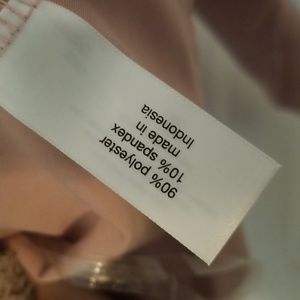 90% polyester
10% spandex
made in
Indonesia